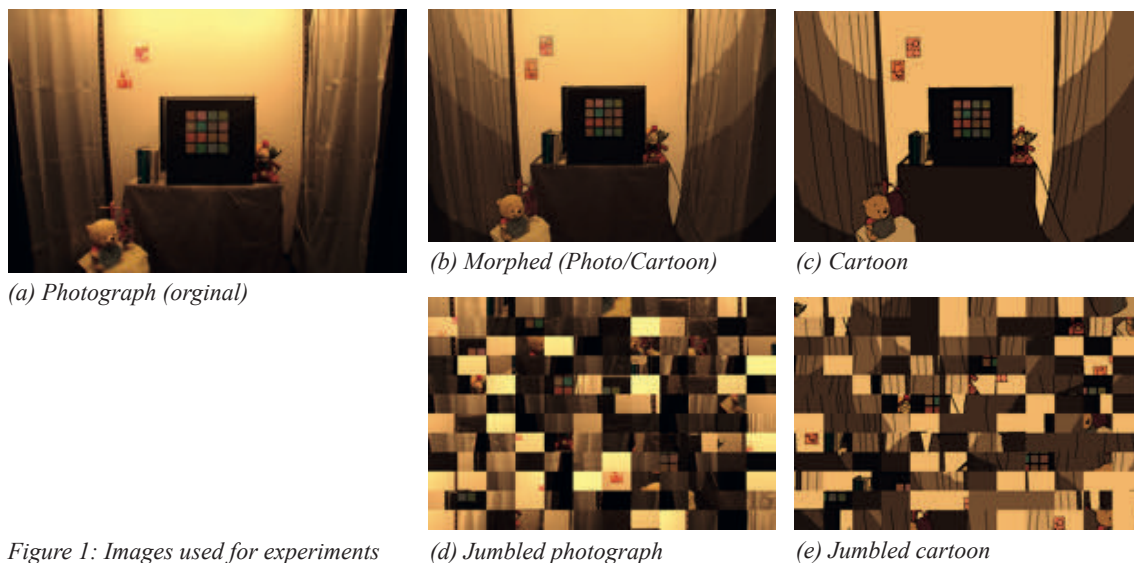 (a) Photograph (orginal)
(b) Morphed (Photo/Cartoon)
(c) Cartoon
Figure 1: Images used for experiments
(d) Jumbled photograph
(e) Jumbled cartoon